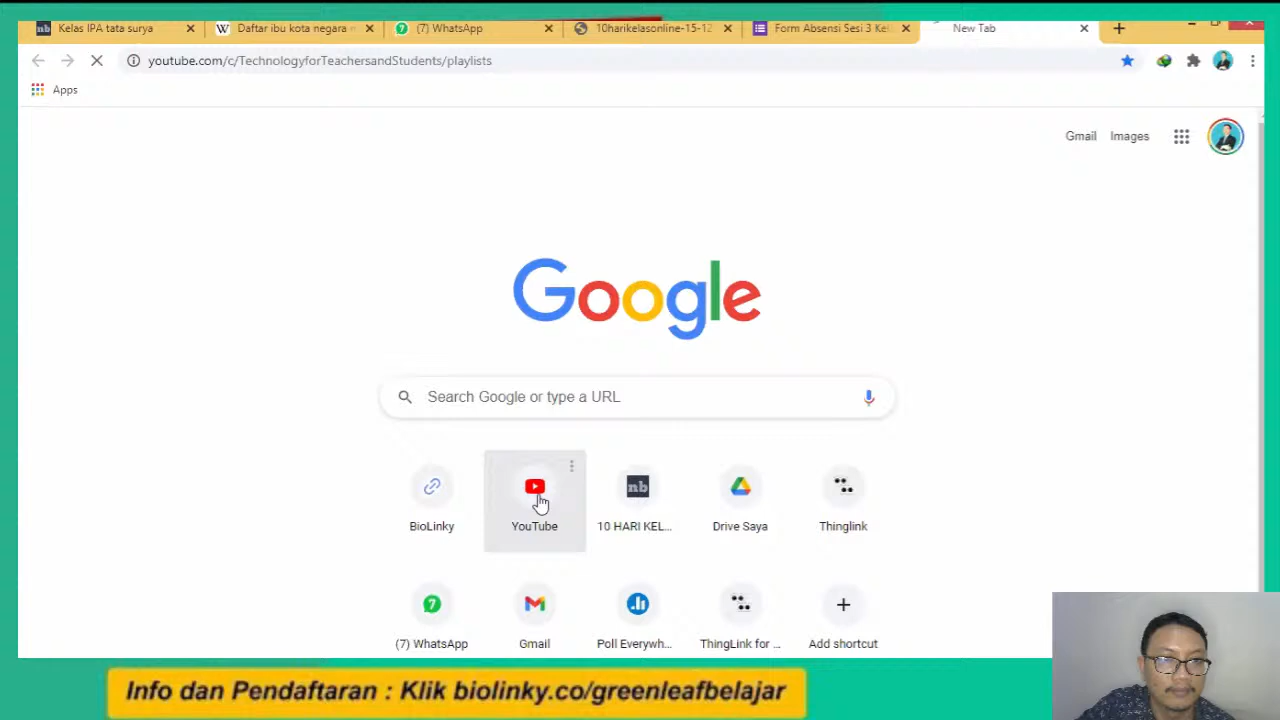 Kelas IPA tata surya
Daftar ibu kota negara
(7) WhatsApp
10harikelasonline-15-12
Form Absensi Sesi 3 Kel
New Tab
youtube.com/c/TechnologyforTeachersandStudents/playlists
Apps
Gmail
Images
Google
Search Google or type a URL
BioLinky
YouTube
nb
10 HARI KEL...
Drive Saya
Thinglink
(7) WhatsApp
Gmail
Poll Everywh...
ThingLink for ...
Add shortcut
Info dan Pendaftaran : Klik biolinky.co/greenleafbelajar